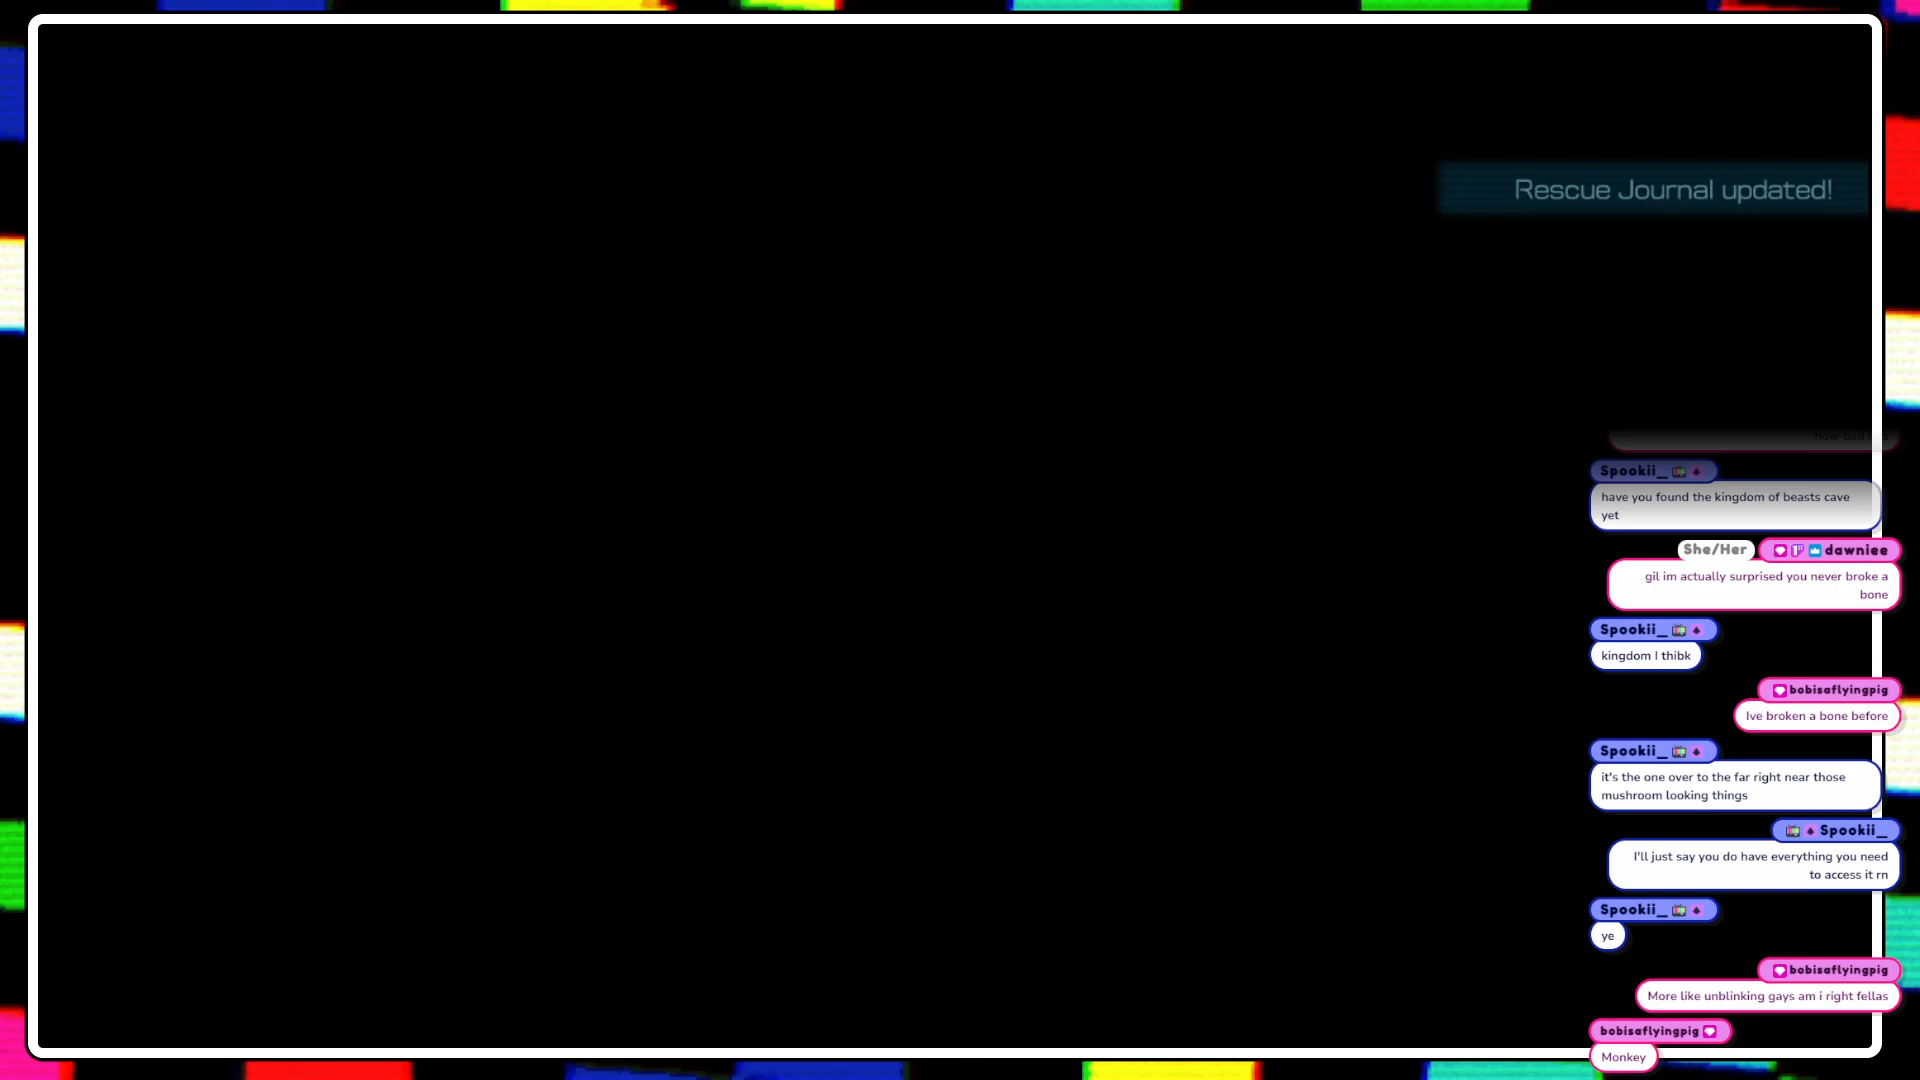 Rescue Journal updated!
Spookii_
have you found the kingdom of beasts cave
yet
She/Her dawniee
gil im actually surprised you never broke a
bone
Spookii_
kingdom I thibk
bobisaflyingpig
Ive broken a bone before
Spookii_
it's the one over to the far right near those
mushroom looking things
Spookii_
I'll just say you do have everything you need
to access it rn
Spookii_
ye
bobisaflyingpig
More like unblinking gays am i right fellas
bobisaflyingpig
Monkey